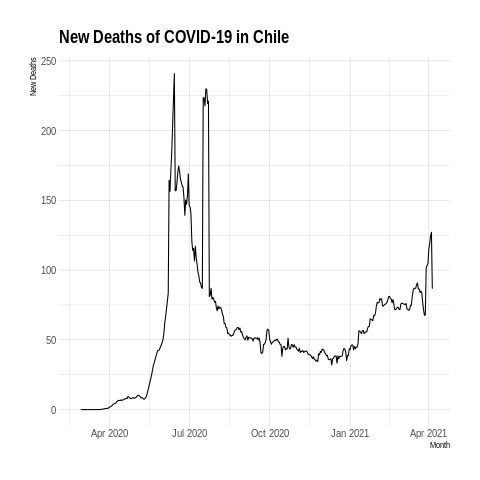 New Deaths of COVID-19 in Chile
New Deaths
250
200
150
100
50
0
Apr 2020
Jul 2020
Oct 2020
Jan 2021
Apr 2021
Month